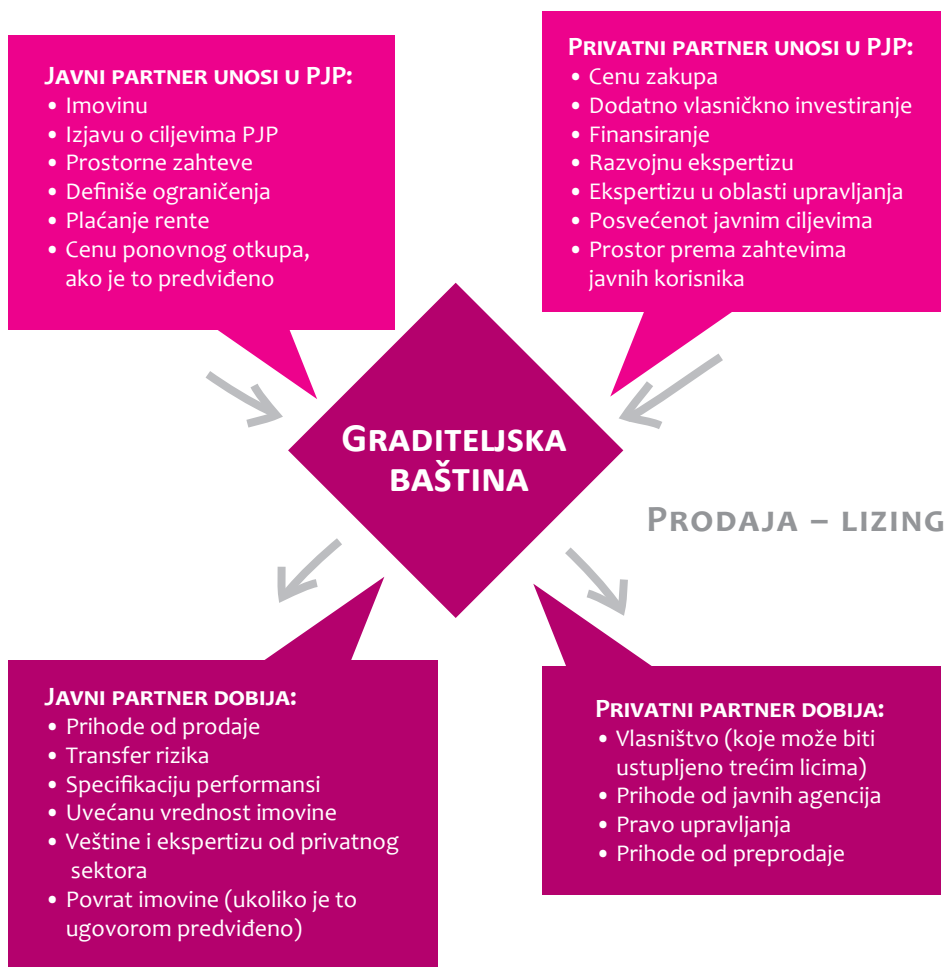 Javni partner unosi u PJP:
• Imovinu
• Izjavu o ciljevima PJP
• Prostorne zahteve
• Definiše ograničenja
• Plaćanje rente
• Cenu ponovnog otkupa,
ako je to predviđeno
Privatni partner unosi u PJP:
• Cenu zakupa
• Dodatno vlasničkno investiranje
• Finansiranje
• Razvojnu ekspertizu
• Ekspertizu u oblasti upravljanja
• Posvećenot javnim ciljevima
• Prostor prema zahtevima
javnih korisnika
Graditeljska
baština
Prodaja – lizing
Javni partner dobija:
• Prihode od prodaje
• Transfer rizika
• Specifikaciju performansi
• Uvećanu vrednost imovine
• Veštine i ekspertizu od privatnog
sektora
• Povrat imovine (ukoliko je to
ugovorom predviđeno)
Privatni partner dobija:
• Vlasništvo (koje može biti
ustupljeno trećim licima)
• Prihode od javnih agencija
• Pravo upravljanja
• Prihode od preprodaje